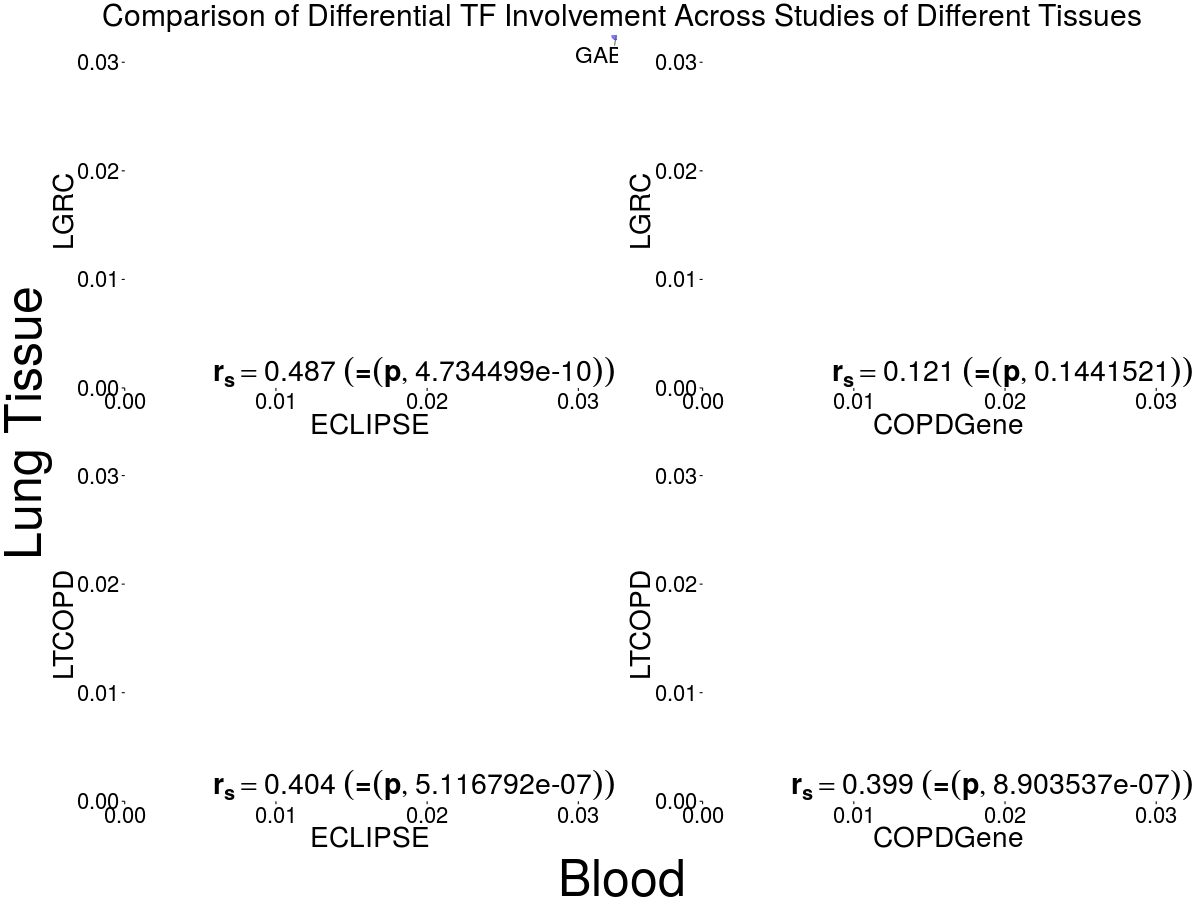 Comparison of Differential TF Involvement Across Studies of Different Tissues
GAE
0.03
0.02
0.01
0.00
LGRC
rs = 0.487 (=(p, 4.734499e-10))
0.00 0.01 0.02 0.03
ECLIPSE
0.03
0.02
0.01
0.00
LGRC
rs = 0.121 (=(p, 0.1441521))
0.00 0.01 0.02 0.03
COPDGene
Lung Tissue
0.03
0.02
0.01
0.00
LTCOPD
rs = 0.404 (=(p, 5.116792e-07))
0.00 0.01 0.02 0.03
ECLIPSE
0.03
0.02
0.01
0.00
LTCOPD
rs = 0.399 (=(p, 8.903537e-07))
0.00 0.01 0.02 0.03
COPDGene
Blood